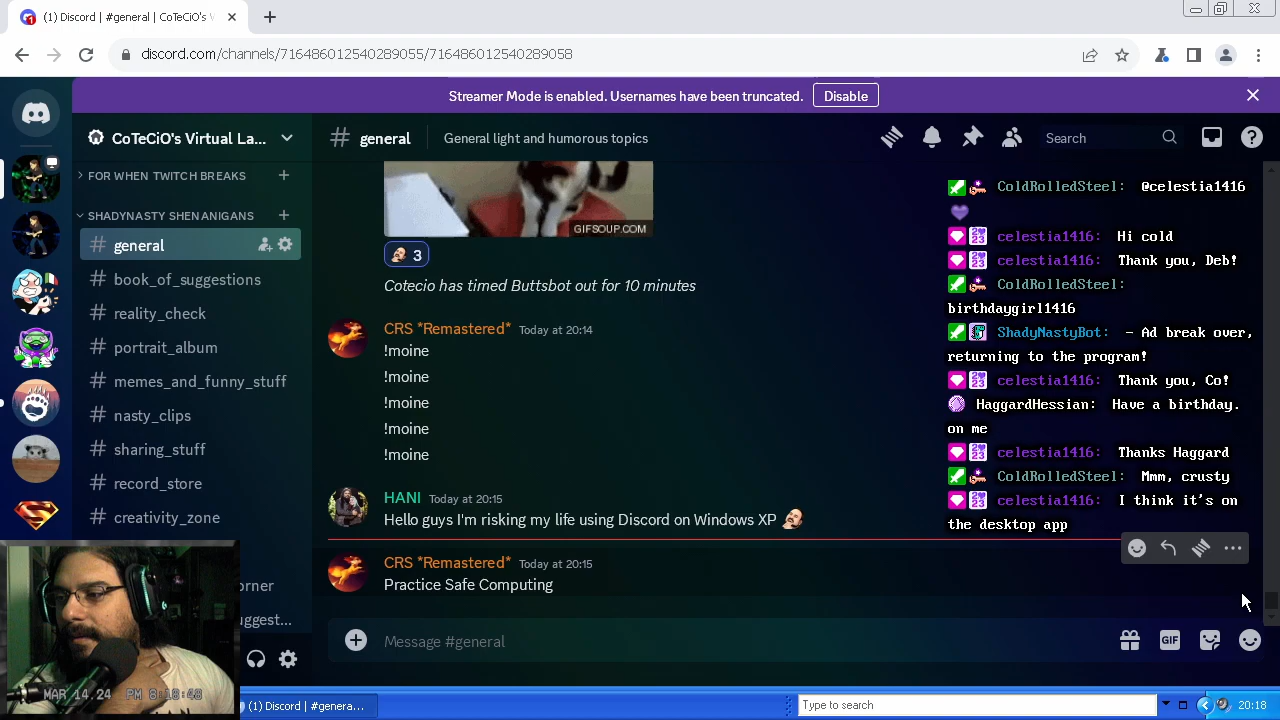 (1) Discord | #general | CoTeCiO's V
discord.com/channels/716486012540289055/716486012540289058
Streamer Mode is enabled. Usernames have been truncated.
Disable
CoTeCiO's Virtual La...
general
General light and humorous topics
Search
FOR WHEN TWITCH BREAKS
SHADYNASTY SHENANIGANS
general
book_of_suggestions
reality_check
portrait_album
memes_and_funny_stuff
nasty_clips
sharing_stuff
record_store
creativity_zone
orner
uggest...
GIFSOUP.COM
3
Cotecio has timed Buttsbot out for 10 minutes
CRS *Remastered* Today at 20:14
!moine
!moine
!moine
!moine
!moine
HANI Today at 20:15
Hello guys I'm risking my life using Discord on Windows XP
CRS *Remastered* Today at 20:15
Practice Safe Computing
Message #general
GIF
ColdRolledSteel: @celestia1416
celestia1416: Hi cold
celestia1416: Thank you, Deb!
ColdRolledSteel:
birthdaygirl1416
ShadyNastyBot: - Ad break over,
returning to the program!
celestia1416: Thank you, Co!
HaggardHessian: Have a birthday.
on me
celestia1416: Thanks Haggard
ColdRolledSteel: Mmm, crusty
celestia1416: I think it's on
the desktop app
MAR 14.24 PM 8:18:48
(1) Discord | #genera...
Type to search
20:18